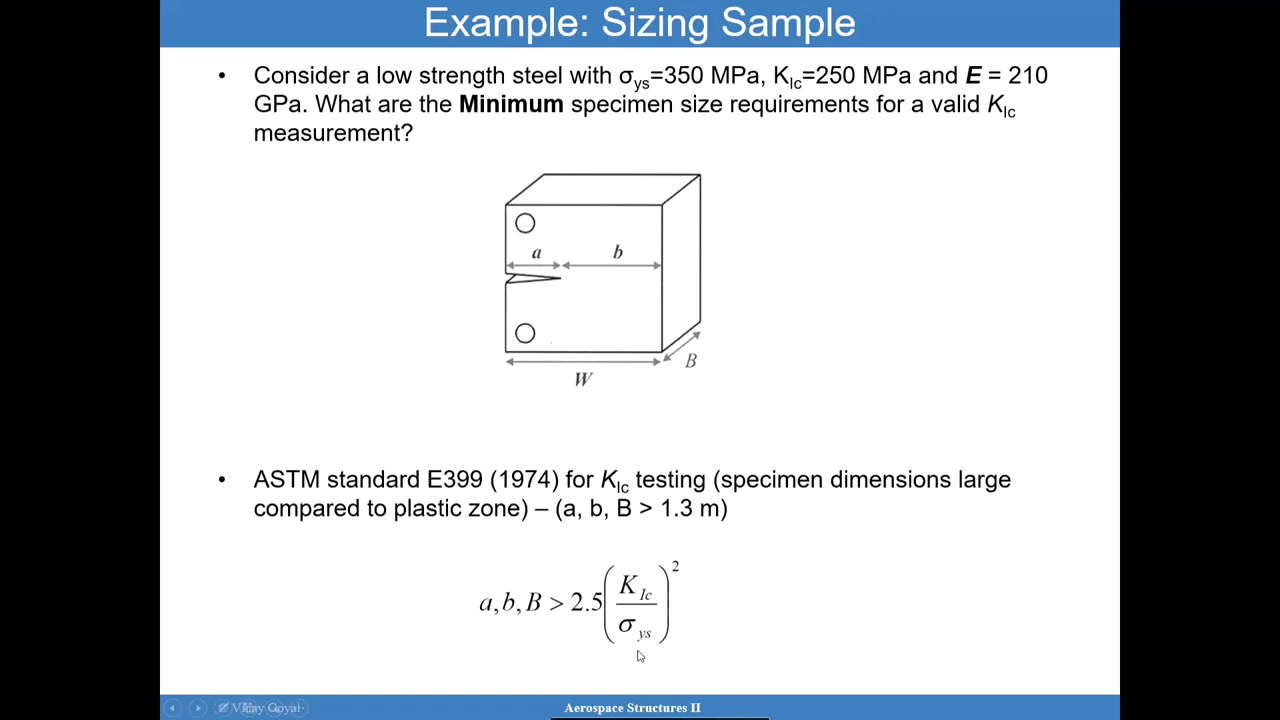 Example: Sizing Sample
• Consider a low strength steel with σys=350 MPa, KIc=250 MPa and E = 210
GPa. What are the Minimum specimen size requirements for a valid KIc
measurement?
a
b
B
W
• ASTM standard E399 (1974) for KIc testing (specimen dimensions large
compared to plastic zone) – (a, b, B > 1.3 m)
a, b, B > 2.5(KIc/σys)²
Vijay Goyal
Aerospace Structures II